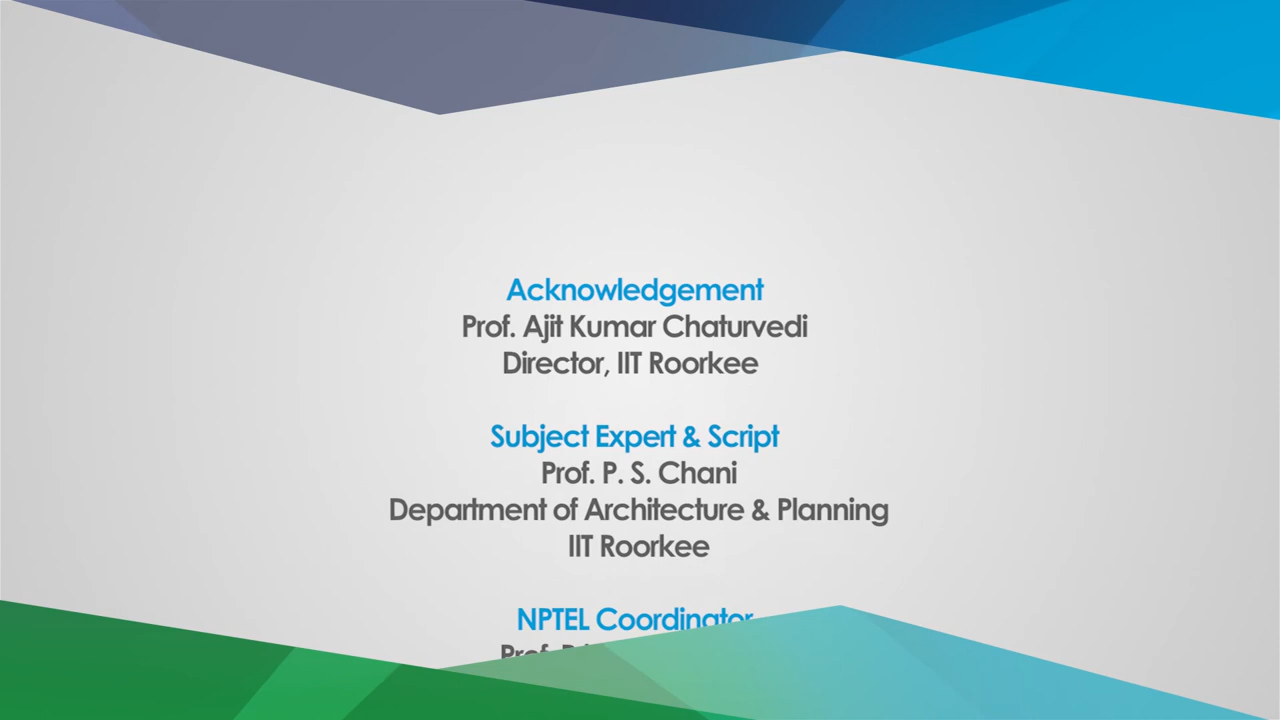 Acknowledgement
Prof. Ajit Kumar Chaturvedi
Director, IIT Roorkee
Subject Expert & Script
Prof. P. S. Chani
Department of Architecture & Planning
IIT Roorkee
NPTEL Coordinator
Prof.